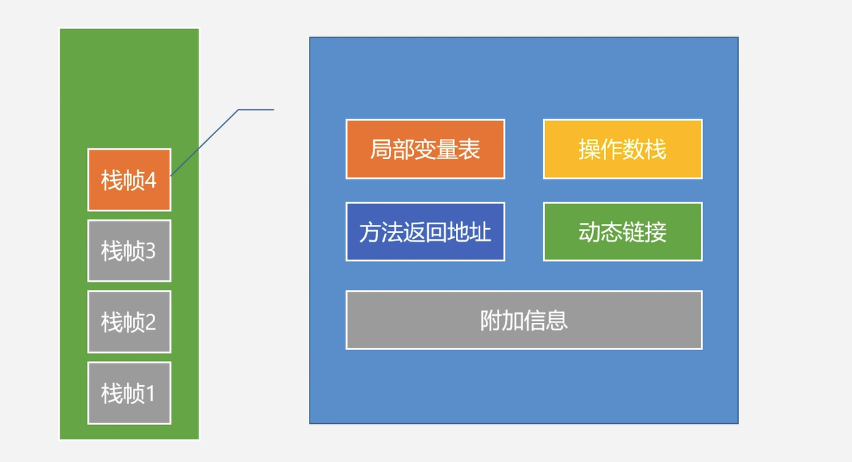 栈帧4
栈帧3
栈帧2
栈帧1
局部变量表
操作数栈
方法返回地址
动态链接
附加信息